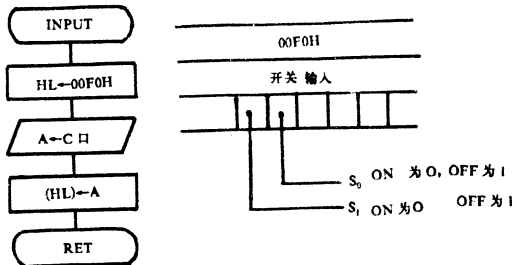 INPUT
HL←00F0H
A←C口
(HL)←A
RET
00F0H
开关 输入
S₀ ON 为O, OFF为1
S₁ ON为O OFF为1